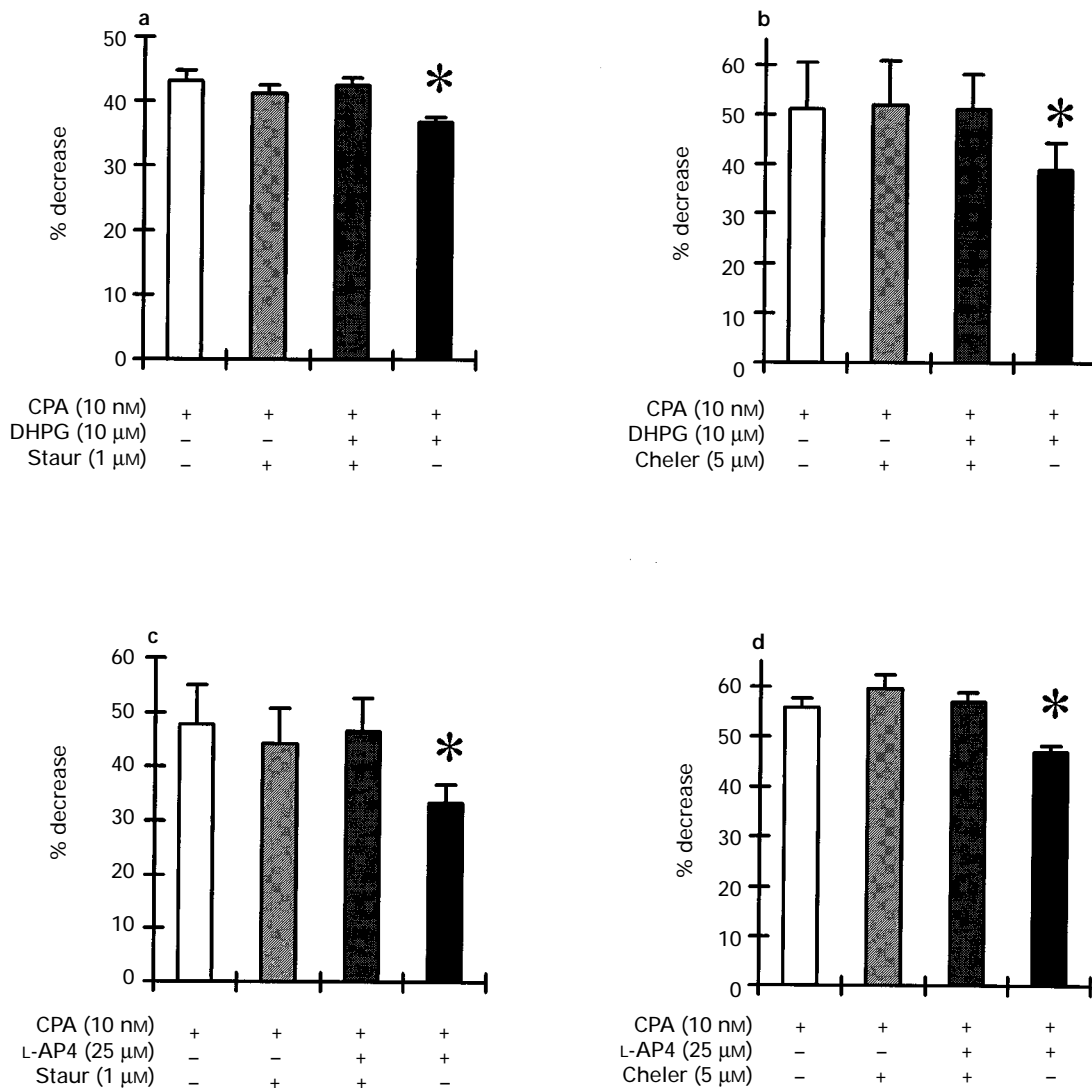 a
50
40
30
20
10
0
% decrease
*
CPA (10 nM) + + + +
DHPG (10 µM) – – + +
Staur (1 µM) – + + –
b
60
50
40
30
20
10
0
% decrease
*
CPA (10 nM) + + + +
DHPG (10 µM) – – + +
Cheler (5 µM) – + + –
c
60
50
40
30
20
10
0
% decrease
*
CPA (10 nM) + + + +
L-AP4 (25 µM) – – + +
Staur (1 µM) – + + –
d
60
50
40
30
20
10
0
% decrease
*
CPA (10 nM) + + + +
L-AP4 (25 µM) – – + +
Cheler (5 µM) – + + –